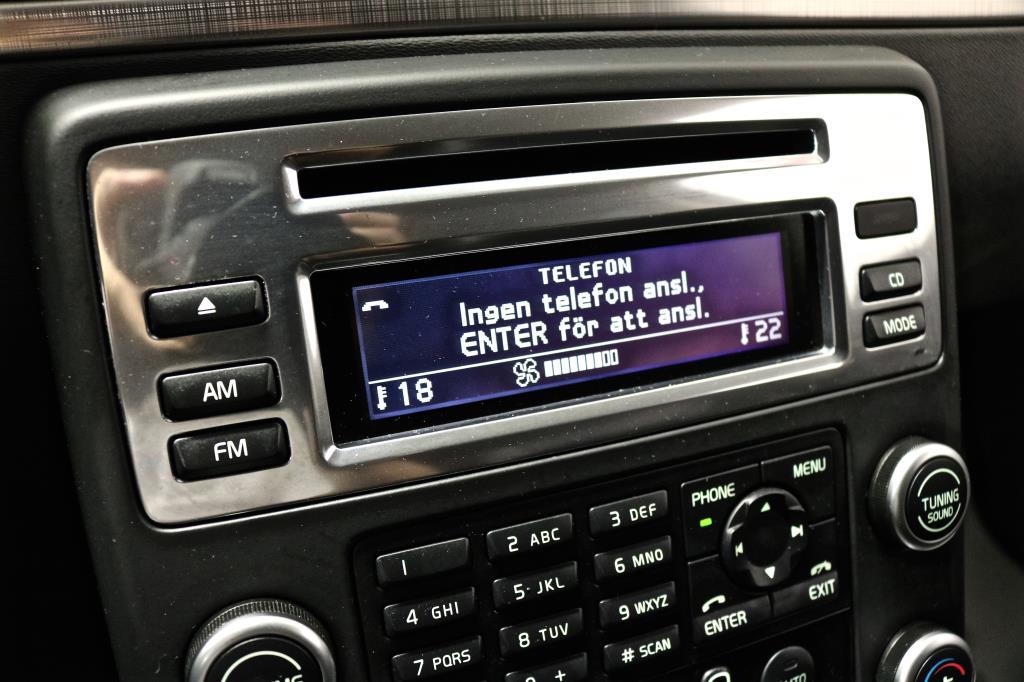 TELEFON
Ingen telefon ansl.,
ENTER för att ansl.
18
22
AM
FM
CD
MODE
PHONE
MENU
1
2 ABC
3 DEF
4 GHI
5 JKL
6 MNO
7 PQRS
8 TUV
9 WXYZ
+
# SCAN
ENTER
EXIT
TUNING
SOUND